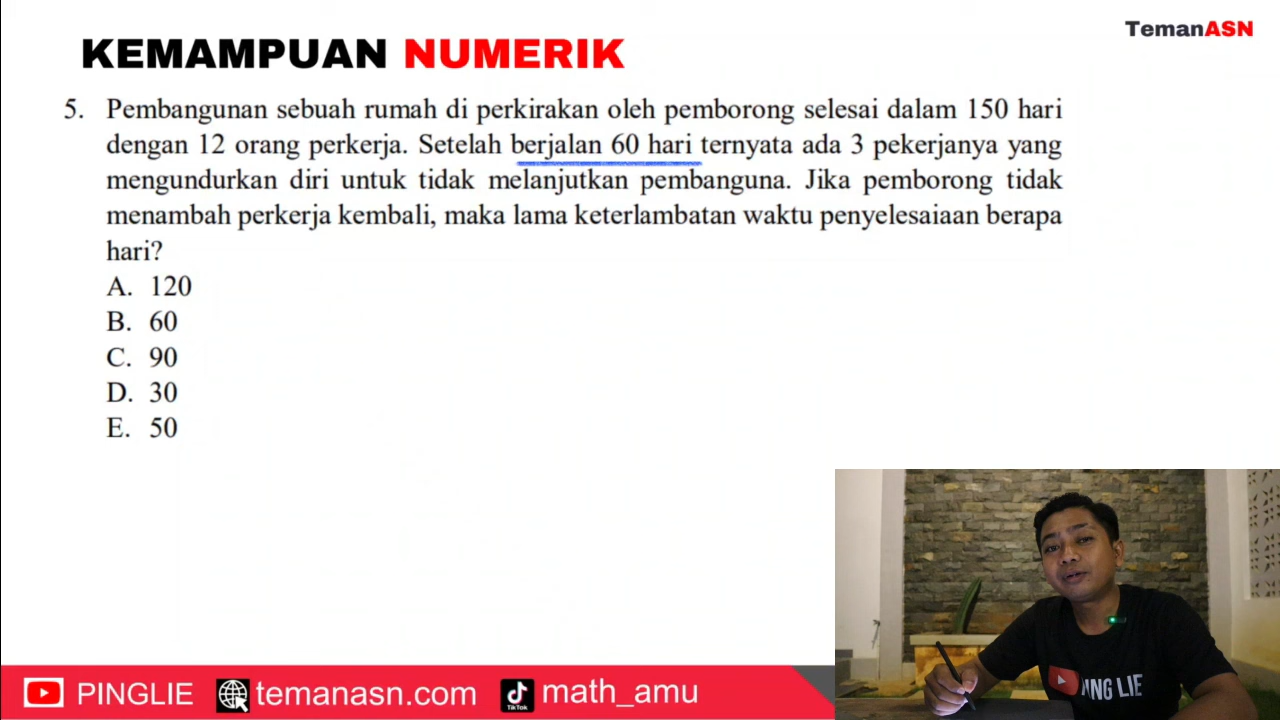 TemanASN
KEMAMPUAN NUMERIK
5. Pembangunan sebuah rumah di perkirakan oleh pemborong selesai dalam 150 hari
dengan 12 orang perkerja. Setelah berjalan 60 hari ternyata ada 3 pekerjanya yang
mengundurkan diri untuk tidak melanjutkan pembanguna. Jika pemborong tidak
menambah perkerja kembali, maka lama keterlambatan waktu penyelesaiaan berapa
hari?
A. 120
B. 60
C. 90
D. 30
E. 50
PING LIE
PINGLIE
temanasn.com
TikTok
math_amu